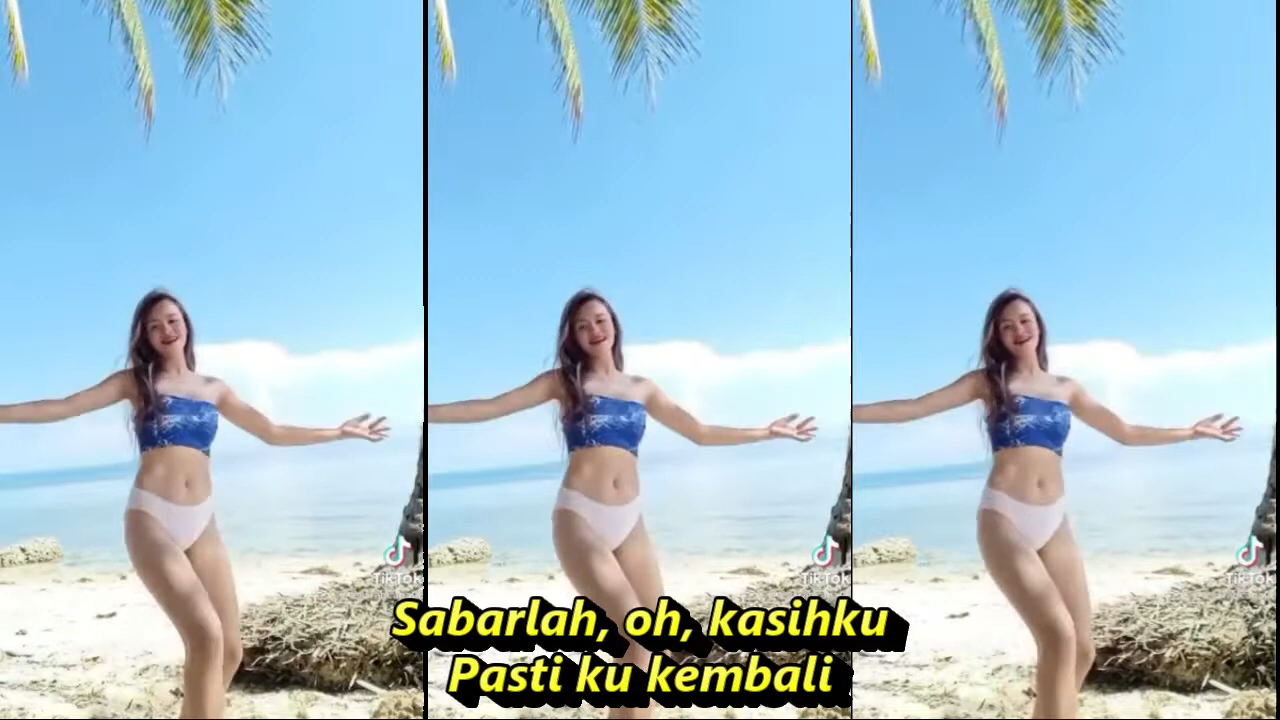 TikTok
TikTok
TikTok
Sabarlah, oh, kasihku
Pasti ku kembali